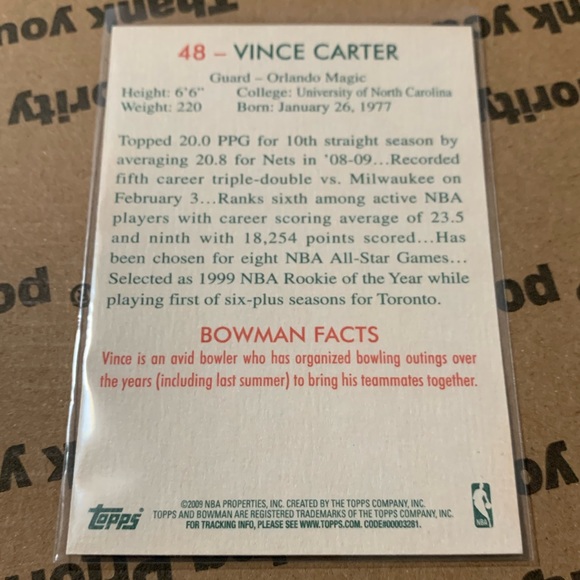 48 – VINCE CARTER
Guard – Orlando Magic
Height: 6'6" College: University of North Carolina
Weight: 220 Born: January 26, 1977
Topped 20.0 PPG for 10th straight season by
averaging 20.8 for Nets in '08-09...Recorded
fifth career triple-double vs. Milwaukee on
February 3...Ranks sixth among active NBA
players with career scoring average of 23.5
and ninth with 18,254 points scored...Has
been chosen for eight NBA All-Star Games...
Selected as 1999 NBA Rookie of the Year while
playing first of six-plus seasons for Toronto.
BOWMAN FACTS
Vince is an avid bowler who has organized bowling outings over
the years (including last summer) to bring his teammates together.
Topps
©2009 NBA PROPERTIES, INC. CREATED BY THE TOPPS COMPANY, INC.
TOPPS AND BOWMAN ARE REGISTERED TRADEMARKS OF THE TOPPS COMPANY, INC.
FOR TRACKING INFO, PLEASE SEE WWW.TOPPS.COM. CODE#00003281.
NBA
Thank you